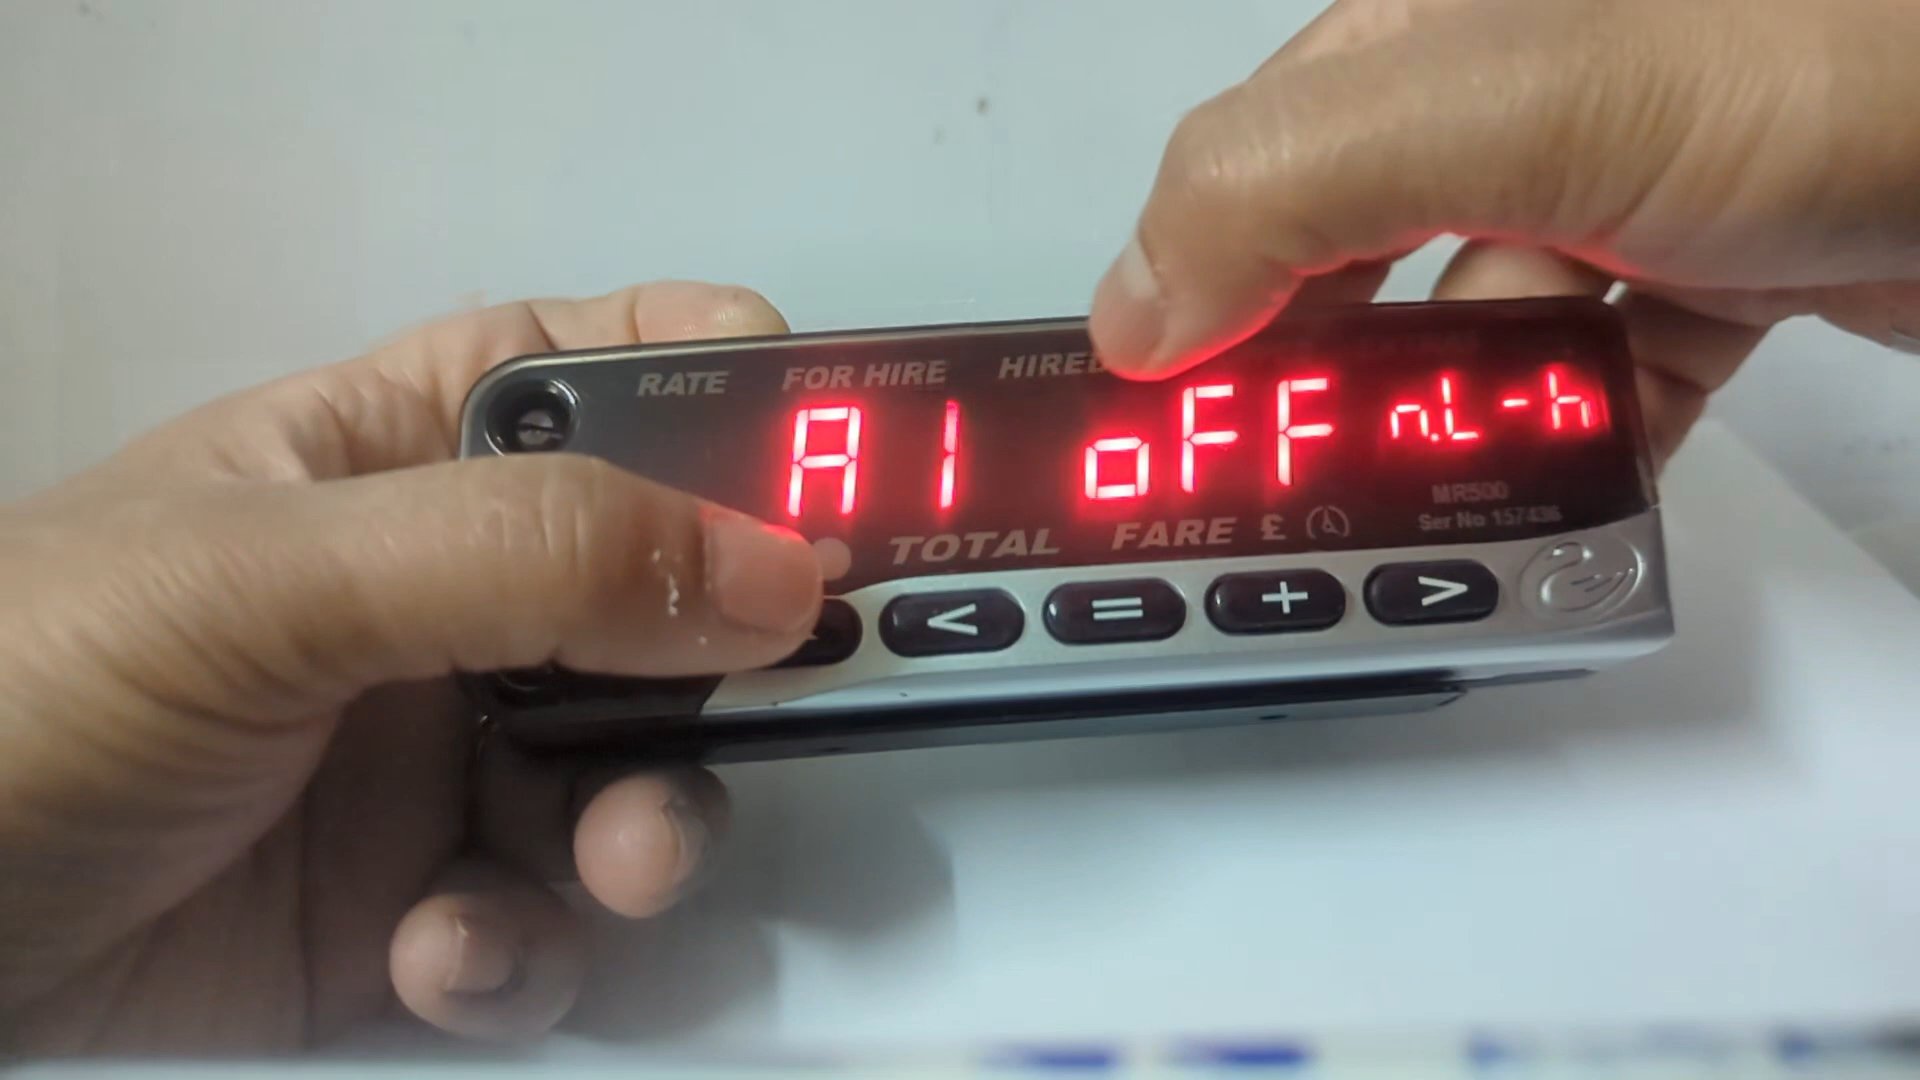 RATE FOR HIRE HIRED
A1 oFF n.L-h
MR500
Ser No 157436
TOTAL FARE £
< = + >